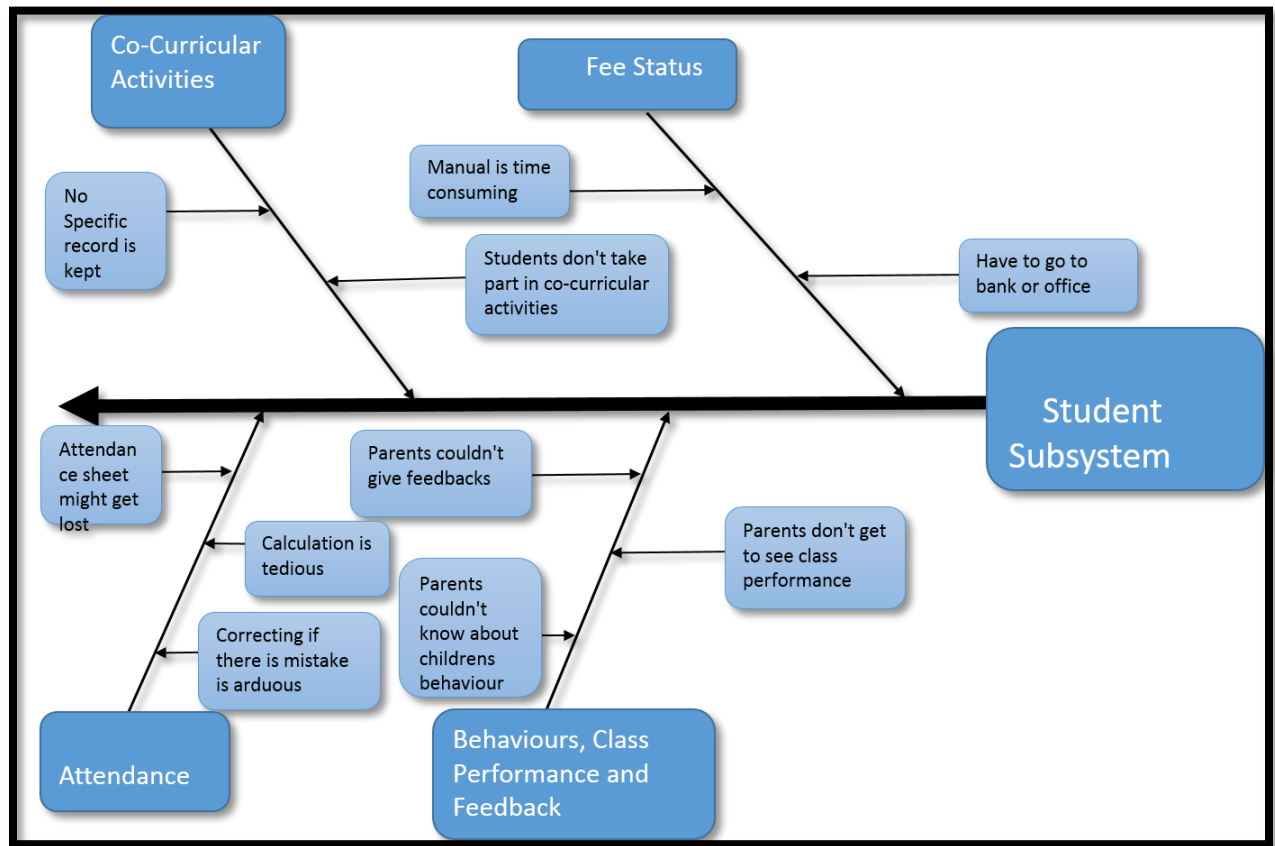 Co-Curricular
Activities
Fee Status
Manual is time
consuming
No
Specific
record is
kept
Students don't take
part in co-curricular
activities
Have to go to
bank or office
Student
Subsystem
Attendan
ce sheet
might get
lost
Parents couldn't
give feedbacks
Calculation is
tedious
Parents don't get
to see class
performance
Parents
couldn't
know about
childrens
behaviour
Correcting if
there is mistake
is arduous
Attendance
Behaviours, Class
Performance and
Feedback